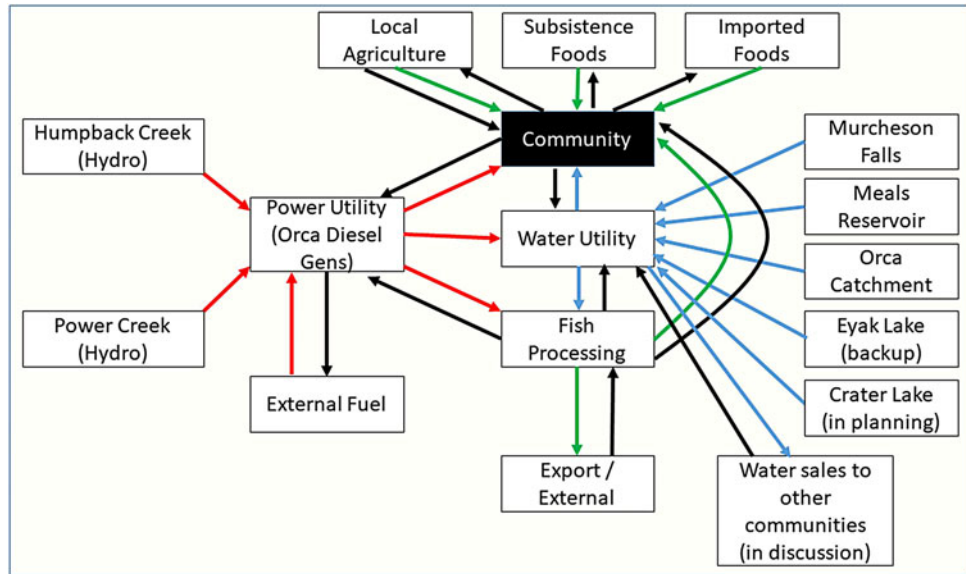 Local
Agriculture
Subsistence
Foods
Imported
Foods
Humpback Creek
(Hydro)
Community
Murcheson
Falls
Power Utility
(Orca Diesel
Gens)
Water Utility
Meals
Reservoir
Orca
Catchment
Power Creek
(Hydro)
Fish
Processing
Eyak Lake
(backup)
External Fuel
Crater Lake
(in planning)
Export /
External
Water sales to
other
communities
(in discussion)